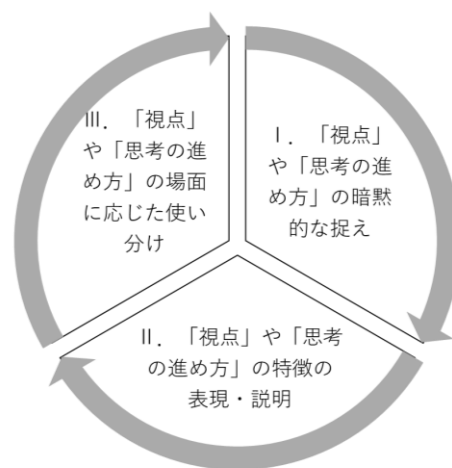 Ⅰ．「視点」
や「思考の進
め方」の暗黙
的な捉え
Ⅱ．「視点」や「思考
の進め方」の特徴の
表現・説明
Ⅲ．「視点」
や「思考の進
め方」の場面
に応じた使い
分け